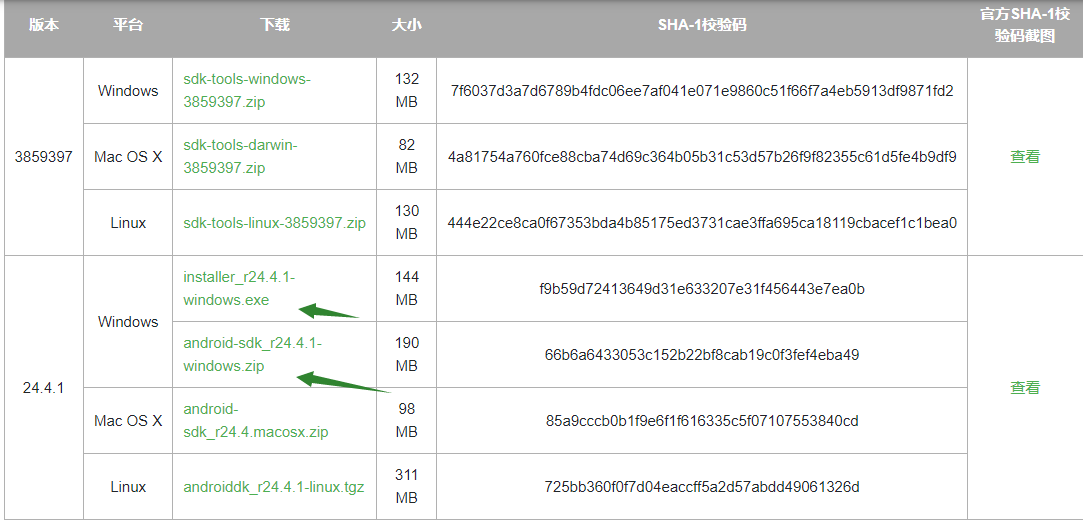 版本 平台 下载 大小 SHA-1校验码 官方SHA-1校
验码截图
3859397
Windows
sdk-tools-windows-
3859397.zip
132
MB
7f6037d3a7d6789b4fdc06ee7af041e071e9860c51f66f7a4eb5913df9871fd2
查看
Mac OS X
sdk-tools-darwin-
3859397.zip
82
MB
4a81754a760fce88cba74d69c364b05b31c53d57b26f9f82355c61d5fe4b9df9
Linux
sdk-tools-linux-3859397.zip
130
MB
444e22ce8ca0f67353bda4b85175ed3731cae3ffa695ca18119cbacef1c1bea0
24.4.1
Windows
installer_r24.4.1-
windows.exe
144
MB
f9b59d72413649d31e633207e31f456443e7ea0b
查看
android-sdk_r24.4.1-
windows.zip
190
MB
66b6a6433053c152b22bf8cab19c0f3fef4eba49
Mac OS X
android-
sdk_r24.4.macosx.zip
98
MB
85a9cccb0b1f9e6f1f616335c5f07107553840cd
Linux
androiddk_r24.4.1-linux.tgz
311
MB
725bb360f0f7d04eaccff5a2d57abdd49061326d